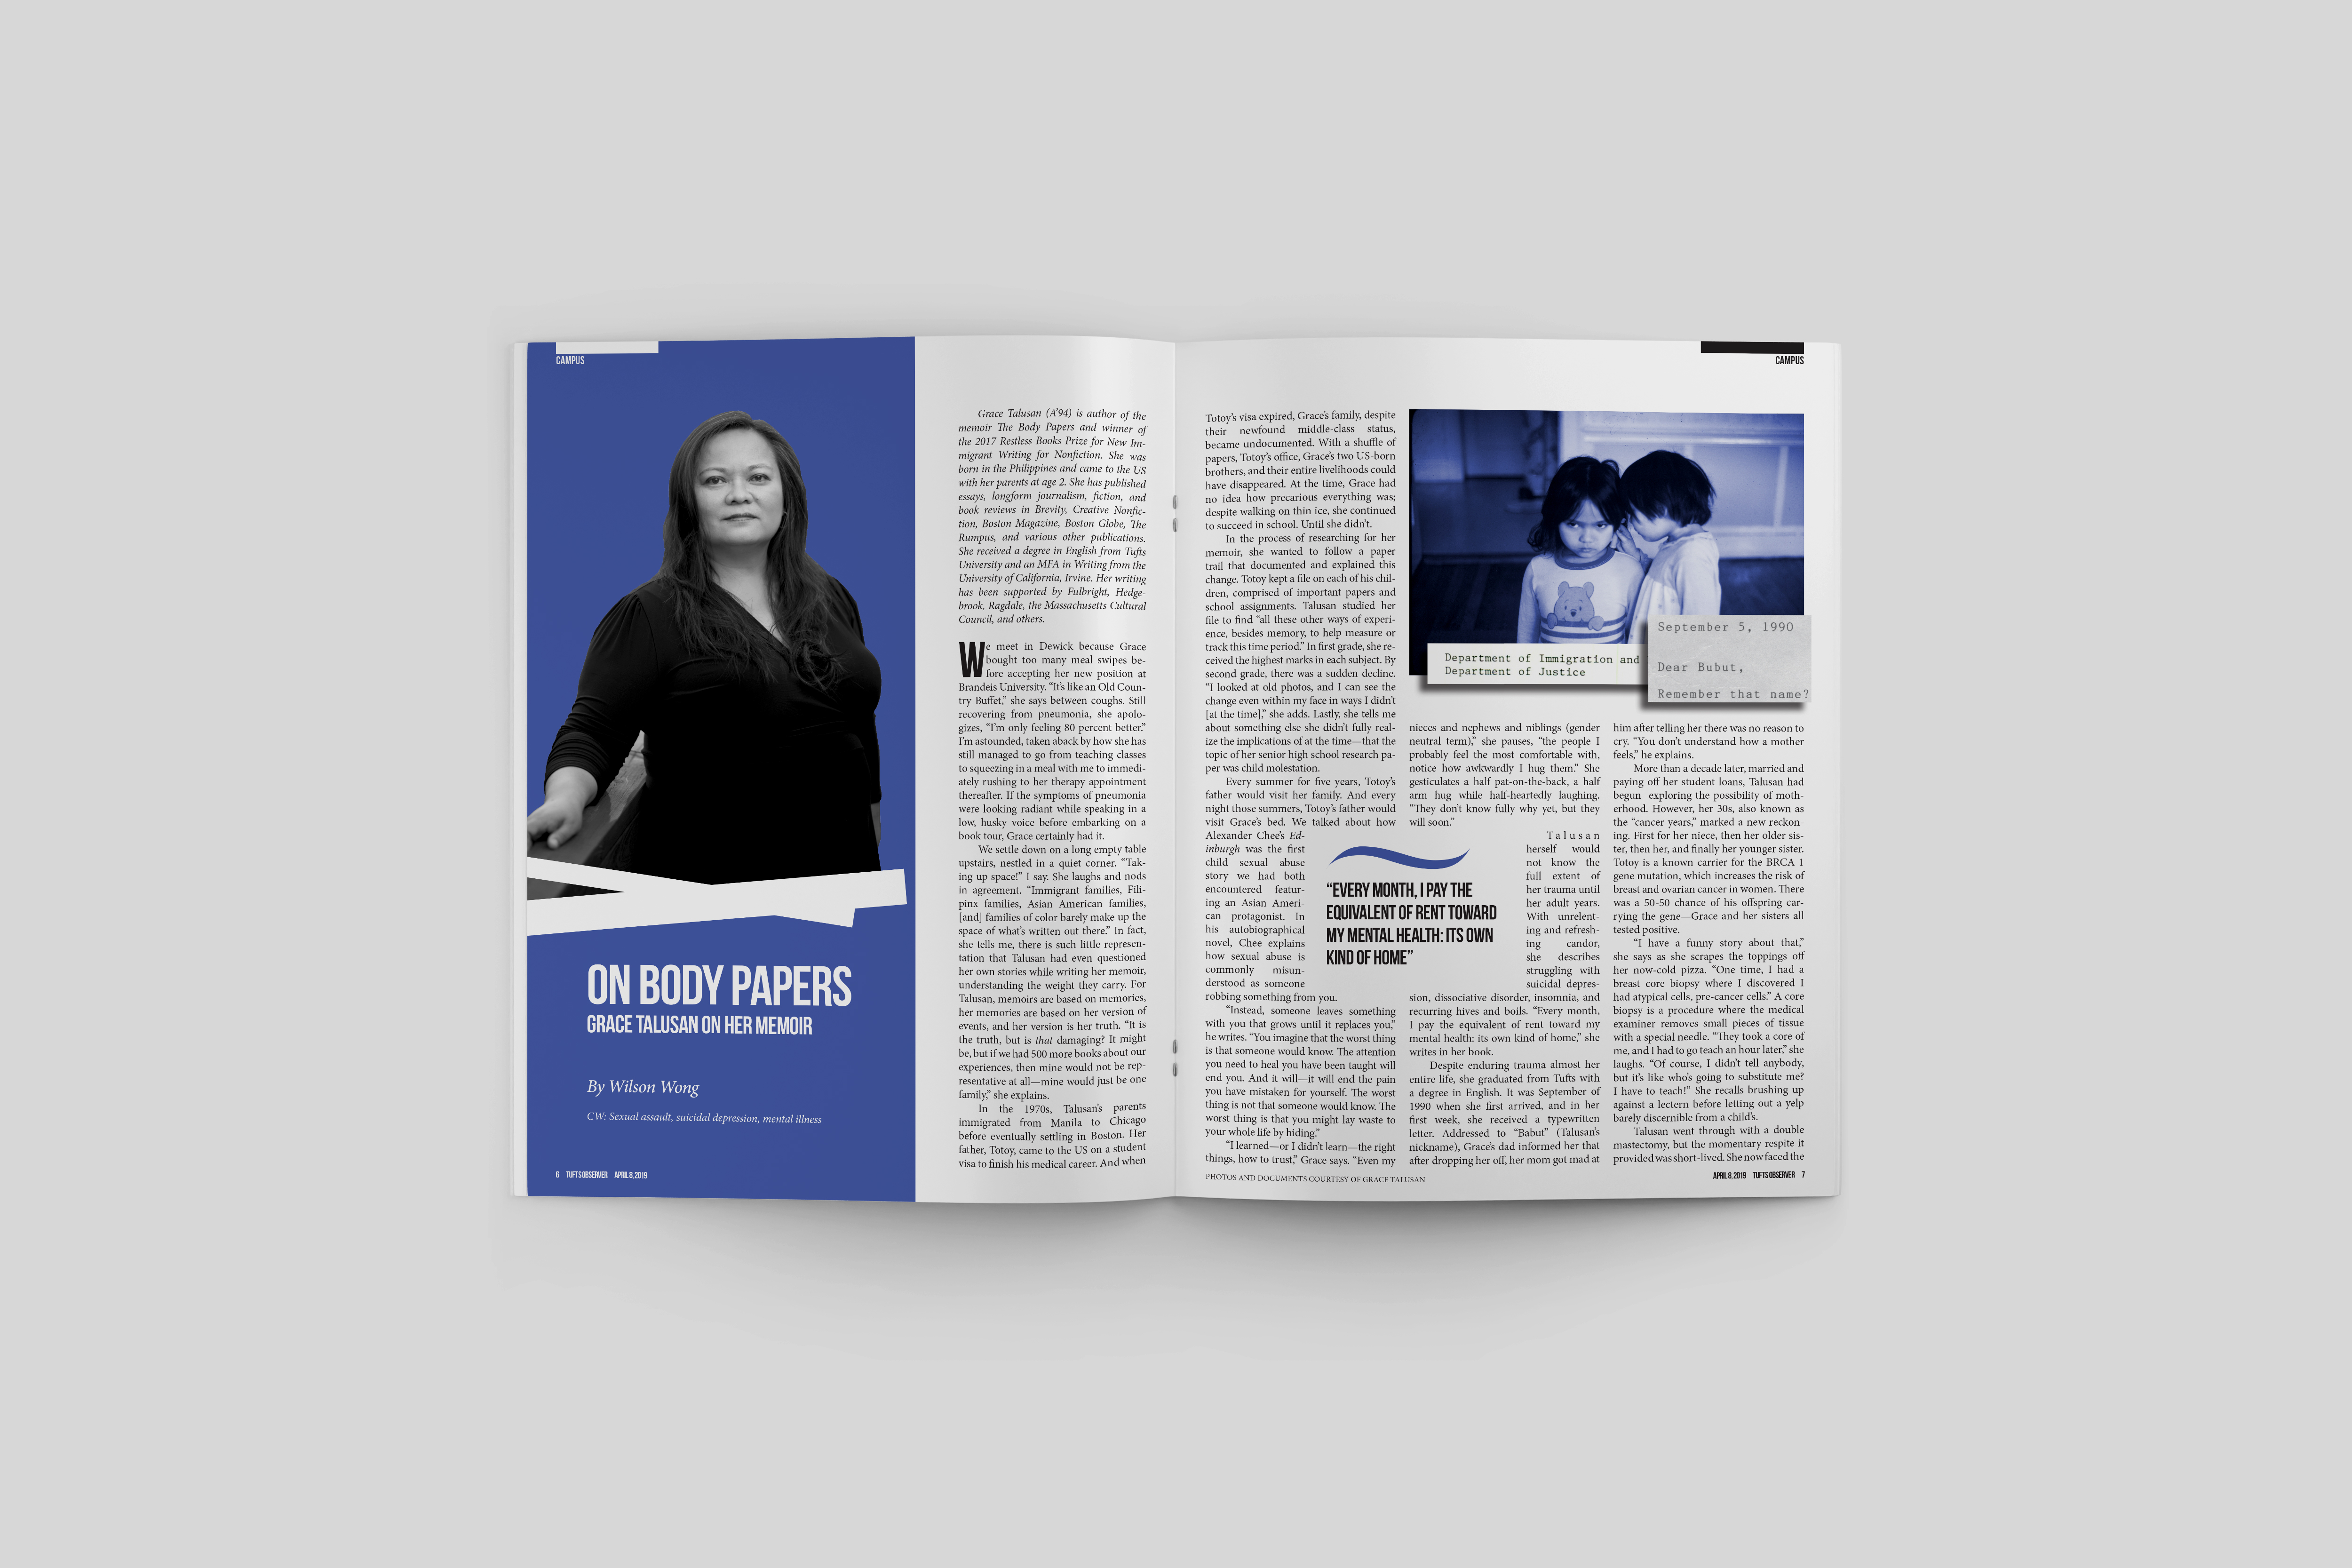 CAMPUS
ON BODY PAPERS
GRACE TALUSAN ON HER MEMOIR
By Wilson Wong
CW: Sexual assault, suicidal depression, mental illness
6 TUFTS OBSERVER APRIL 8, 2019
Grace Talusan (A'94) is author of the
memoir The Body Papers and winner of
the 2017 Restless Books Prize for New Im-
migrant Writing for Nonfiction. She was
born in the Philippines and came to the US
with her parents at age 2. She has published
essays, longform journalism, fiction, and
book reviews in Brevity, Creative Nonfic-
tion, Boston Magazine, Boston Globe, The
Rumpus, and various other publications.
She received a degree in English from Tufts
University and an MFA in Writing from the
University of California, Irvine. Her writing
has been supported by Fulbright, Hedge-
brook, Ragdale, the Massachusetts Cultural
Council, and others.
We meet in Dewick because Grace
bought too many meal swipes be-
fore accepting her new position at
Brandeis University. “It’s like an Old Coun-
try Buffet,” she says between coughs. Still
recovering from pneumonia, she apolo-
gizes, “I’m only feeling 80 percent better.”
I’m astounded, taken aback by how she has
still managed to go from teaching classes
to squeezing in a meal with me to immedi-
ately rushing to her therapy appointment
thereafter. If the symptoms of pneumonia
were looking radiant while speaking in a
low, husky voice before embarking on a
book tour, Grace certainly had it.
We settle down on a long empty table
upstairs, nestled in a quiet corner. “Tak-
ing up space!” I say. She laughs and nods
in agreement. “Immigrant families, Fili-
pinx families, Asian American families,
[and] families of color barely make up the
space of what’s written out there.” In fact,
she tells me, there is such little represen-
tation that Talusan had even questioned
her own stories while writing her memoir,
understanding the weight they carry. For
Talusan, memoirs are based on memories,
her memories are based on her version of
events, and her version is her truth. “It is
the truth, but is that damaging? It might
be, but if we had 500 more books about our
experiences, then mine would not be rep-
resentative at all—mine would just be one
family,” she explains.
In the 1970s, Talusan’s parents
immigrated from Manila to Chicago
before eventually settling in Boston. Her
father, Totoy, came to the US on a student
visa to finish his medical career. And when
CAMPUS
Totoy’s visa expired, Grace’s family, despite
their newfound middle-class status,
became undocumented. With a shuffle of
papers, Totoy’s office, Grace’s two US-born
brothers, and their entire livelihoods could
have disappeared. At the time, Grace had
no idea how precarious everything was;
despite walking on thin ice, she continued
to succeed in school. Until she didn’t.
In the process of researching for her
memoir, she wanted to follow a paper
trail that documented and explained this
change. Totoy kept a file on each of his chil-
dren, comprised of important papers and
school assignments. Talusan studied her
file to find “all these other ways of experi-
ence, besides memory, to help measure or
track this time period.” In first grade, she re-
ceived the highest marks in each subject. By
second grade, there was a sudden decline.
“I looked at old photos, and I can see the
change even within my face in ways I didn’t
[at the time],” she adds. Lastly, she tells me
about something else she didn’t fully real-
ize the implications of at the time—that the
topic of her senior high school research pa-
per was child molestation.
Every summer for five years, Totoy’s
father would visit her family. And every
night those summers, Totoy’s father would
visit Grace’s bed. We talked about how
Alexander Chee’s Ed-
inburgh was the first
child sexual abuse
story we had both
encountered featur-
ing an Asian Ameri-
can protagonist. In
his autobiographical
novel, Chee explains
how sexual abuse is
commonly misun-
derstood as someone
robbing something from you.
“Instead, someone leaves something
with you that grows until it replaces you,”
he writes. “You imagine that the worst thing
is that someone would know. The attention
you need to heal you have been taught will
end you. And it will—it will end the pain
you have mistaken for yourself. The worst
thing is not that someone would know. The
worst thing is that you might lay waste to
your whole life by hiding.”
“I learned—or I didn’t learn—the right
things, how to trust,” Grace says. “Even my
PHOTOS AND DOCUMENTS COURTESY OF GRACE TALUSAN
Department of Immigration and
Department of Justice
September 5, 1990
Dear Bubut,
Remember that name?
“EVERY MONTH, I PAY THE
EQUIVALENT OF RENT TOWARD
MY MENTAL HEALTH: ITS OWN
KIND OF HOME”
nieces and nephews and niblings (gender
neutral term),” she pauses, “the people I
probably feel the most comfortable with,
notice how awkwardly I hug them.” She
gesticulates a half pat-on-the-back, a half
arm hug while half-heartedly laughing.
“They don’t know fully why yet, but they
will soon.”
Talusan
herself would
not know the
full extent of
her trauma until
her adult years.
With unrelent-
ing and refresh-
ing candor,
she describes
struggling with
suicidal depres-
sion, dissociative disorder, insomnia, and
recurring hives and boils. “Every month,
I pay the equivalent of rent toward my
mental health: its own kind of home,” she
writes in her book.
Despite enduring trauma almost her
entire life, she graduated from Tufts with
a degree in English. It was September of
1990 when she first arrived, and in her
first week, she received a typewritten
letter. Addressed to “Babut” (Talusan’s
nickname), Grace’s dad informed her that
after dropping her off, her mom got mad at
him after telling her there was no reason to
cry. “You don’t understand how a mother
feels,” he explains.
More than a decade later, married and
paying off her student loans, Talusan had
begun exploring the possibility of moth-
erhood. However, her 30s, also known as
the “cancer years,” marked a new reckon-
ing. First for her niece, then her older sis-
ter, then her, and finally her younger sister.
Totoy is a known carrier for the BRCA 1
gene mutation, which increases the risk of
breast and ovarian cancer in women. There
was a 50-50 chance of his offspring car-
rying the gene—Grace and her sisters all
tested positive.
“I have a funny story about that,”
she says as she scrapes the toppings off
her now-cold pizza. “One time, I had a
breast core biopsy where I discovered I
had atypical cells, pre-cancer cells.” A core
biopsy is a procedure where the medical
examiner removes small pieces of tissue
with a special needle. “They took a core of
me, and I had to go teach an hour later,” she
laughs. “Of course, I didn’t tell anybody,
but it’s like who’s going to substitute me?
I have to teach!” She recalls brushing up
against a lectern before letting out a yelp
barely discernible from a child’s.
Talusan went through with a double
mastectomy, but the momentary respite it
provided was short-lived. She now faced the
APRIL 8, 2019 TUFTS OBSERVER 7